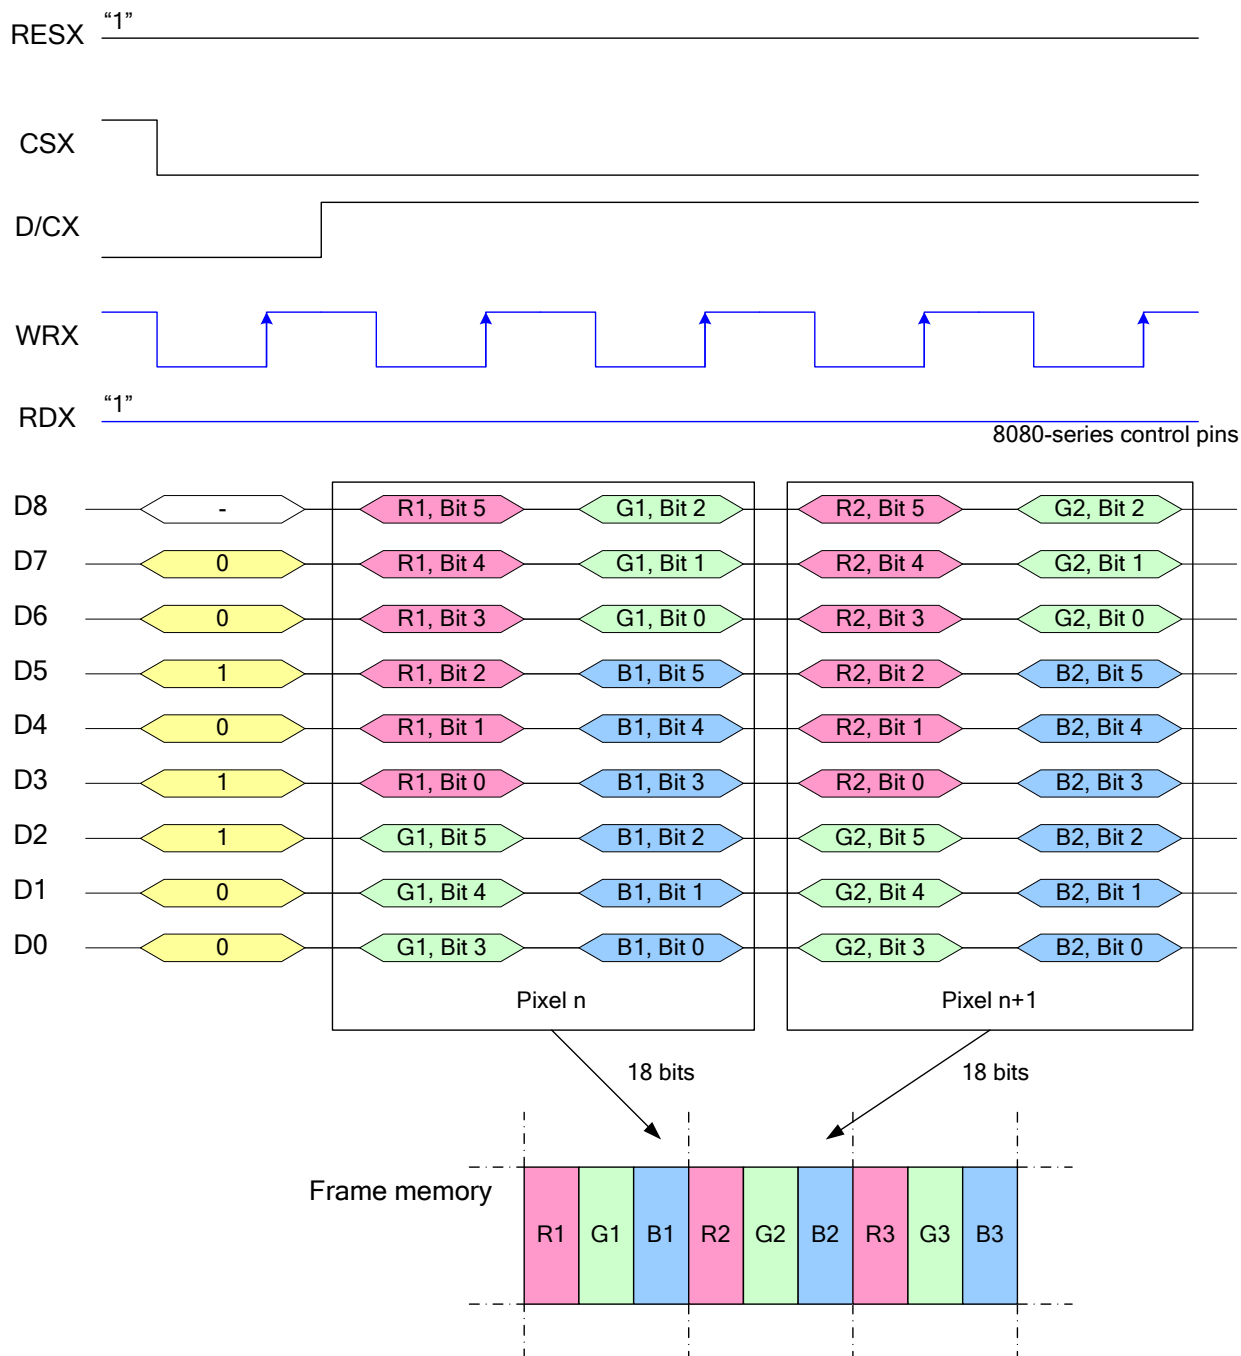 RESX “1”
CSX
D/CX
WRX
RDX “1”
8080-series control pins
D8 - R1, Bit 5 G1, Bit 2 R2, Bit 5 G2, Bit 2
D7 0 R1, Bit 4 G1, Bit 1 R2, Bit 4 G2, Bit 1
D6 0 R1, Bit 3 G1, Bit 0 R2, Bit 3 G2, Bit 0
D5 1 R1, Bit 2 B1, Bit 5 R2, Bit 2 B2, Bit 5
D4 0 R1, Bit 1 B1, Bit 4 R2, Bit 1 B2, Bit 4
D3 1 R1, Bit 0 B1, Bit 3 R2, Bit 0 B2, Bit 3
D2 1 G1, Bit 5 B1, Bit 2 G2, Bit 5 B2, Bit 2
D1 0 G1, Bit 4 B1, Bit 1 G2, Bit 4 B2, Bit 1
D0 0 G1, Bit 3 B1, Bit 0 G2, Bit 3 B2, Bit 0
Pixel n Pixel n+1
18 bits 18 bits
Frame memory
R1 G1 B1 R2 G2 B2 R3 G3 B3